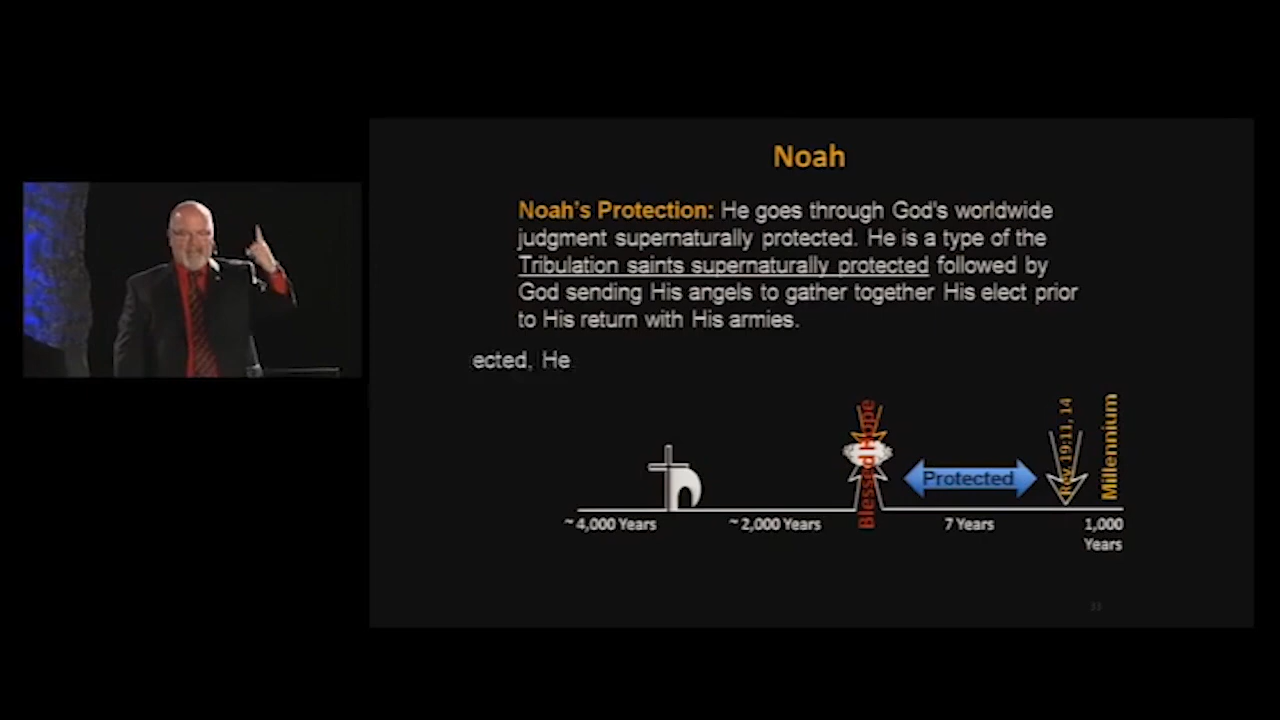 Noah
Noah's Protection: He goes through God's worldwide
judgment supernaturally protected. He is a type of the
Tribulation saints supernaturally protected followed by
God sending His angels to gather together His elect prior
to His return with His armies.
ected, He
Blessed Hope
Protected
Rev. 19:11, 14
Millennium
~ 4,000 Years
~ 2,000 Years
7 Years
1,000
Years
33